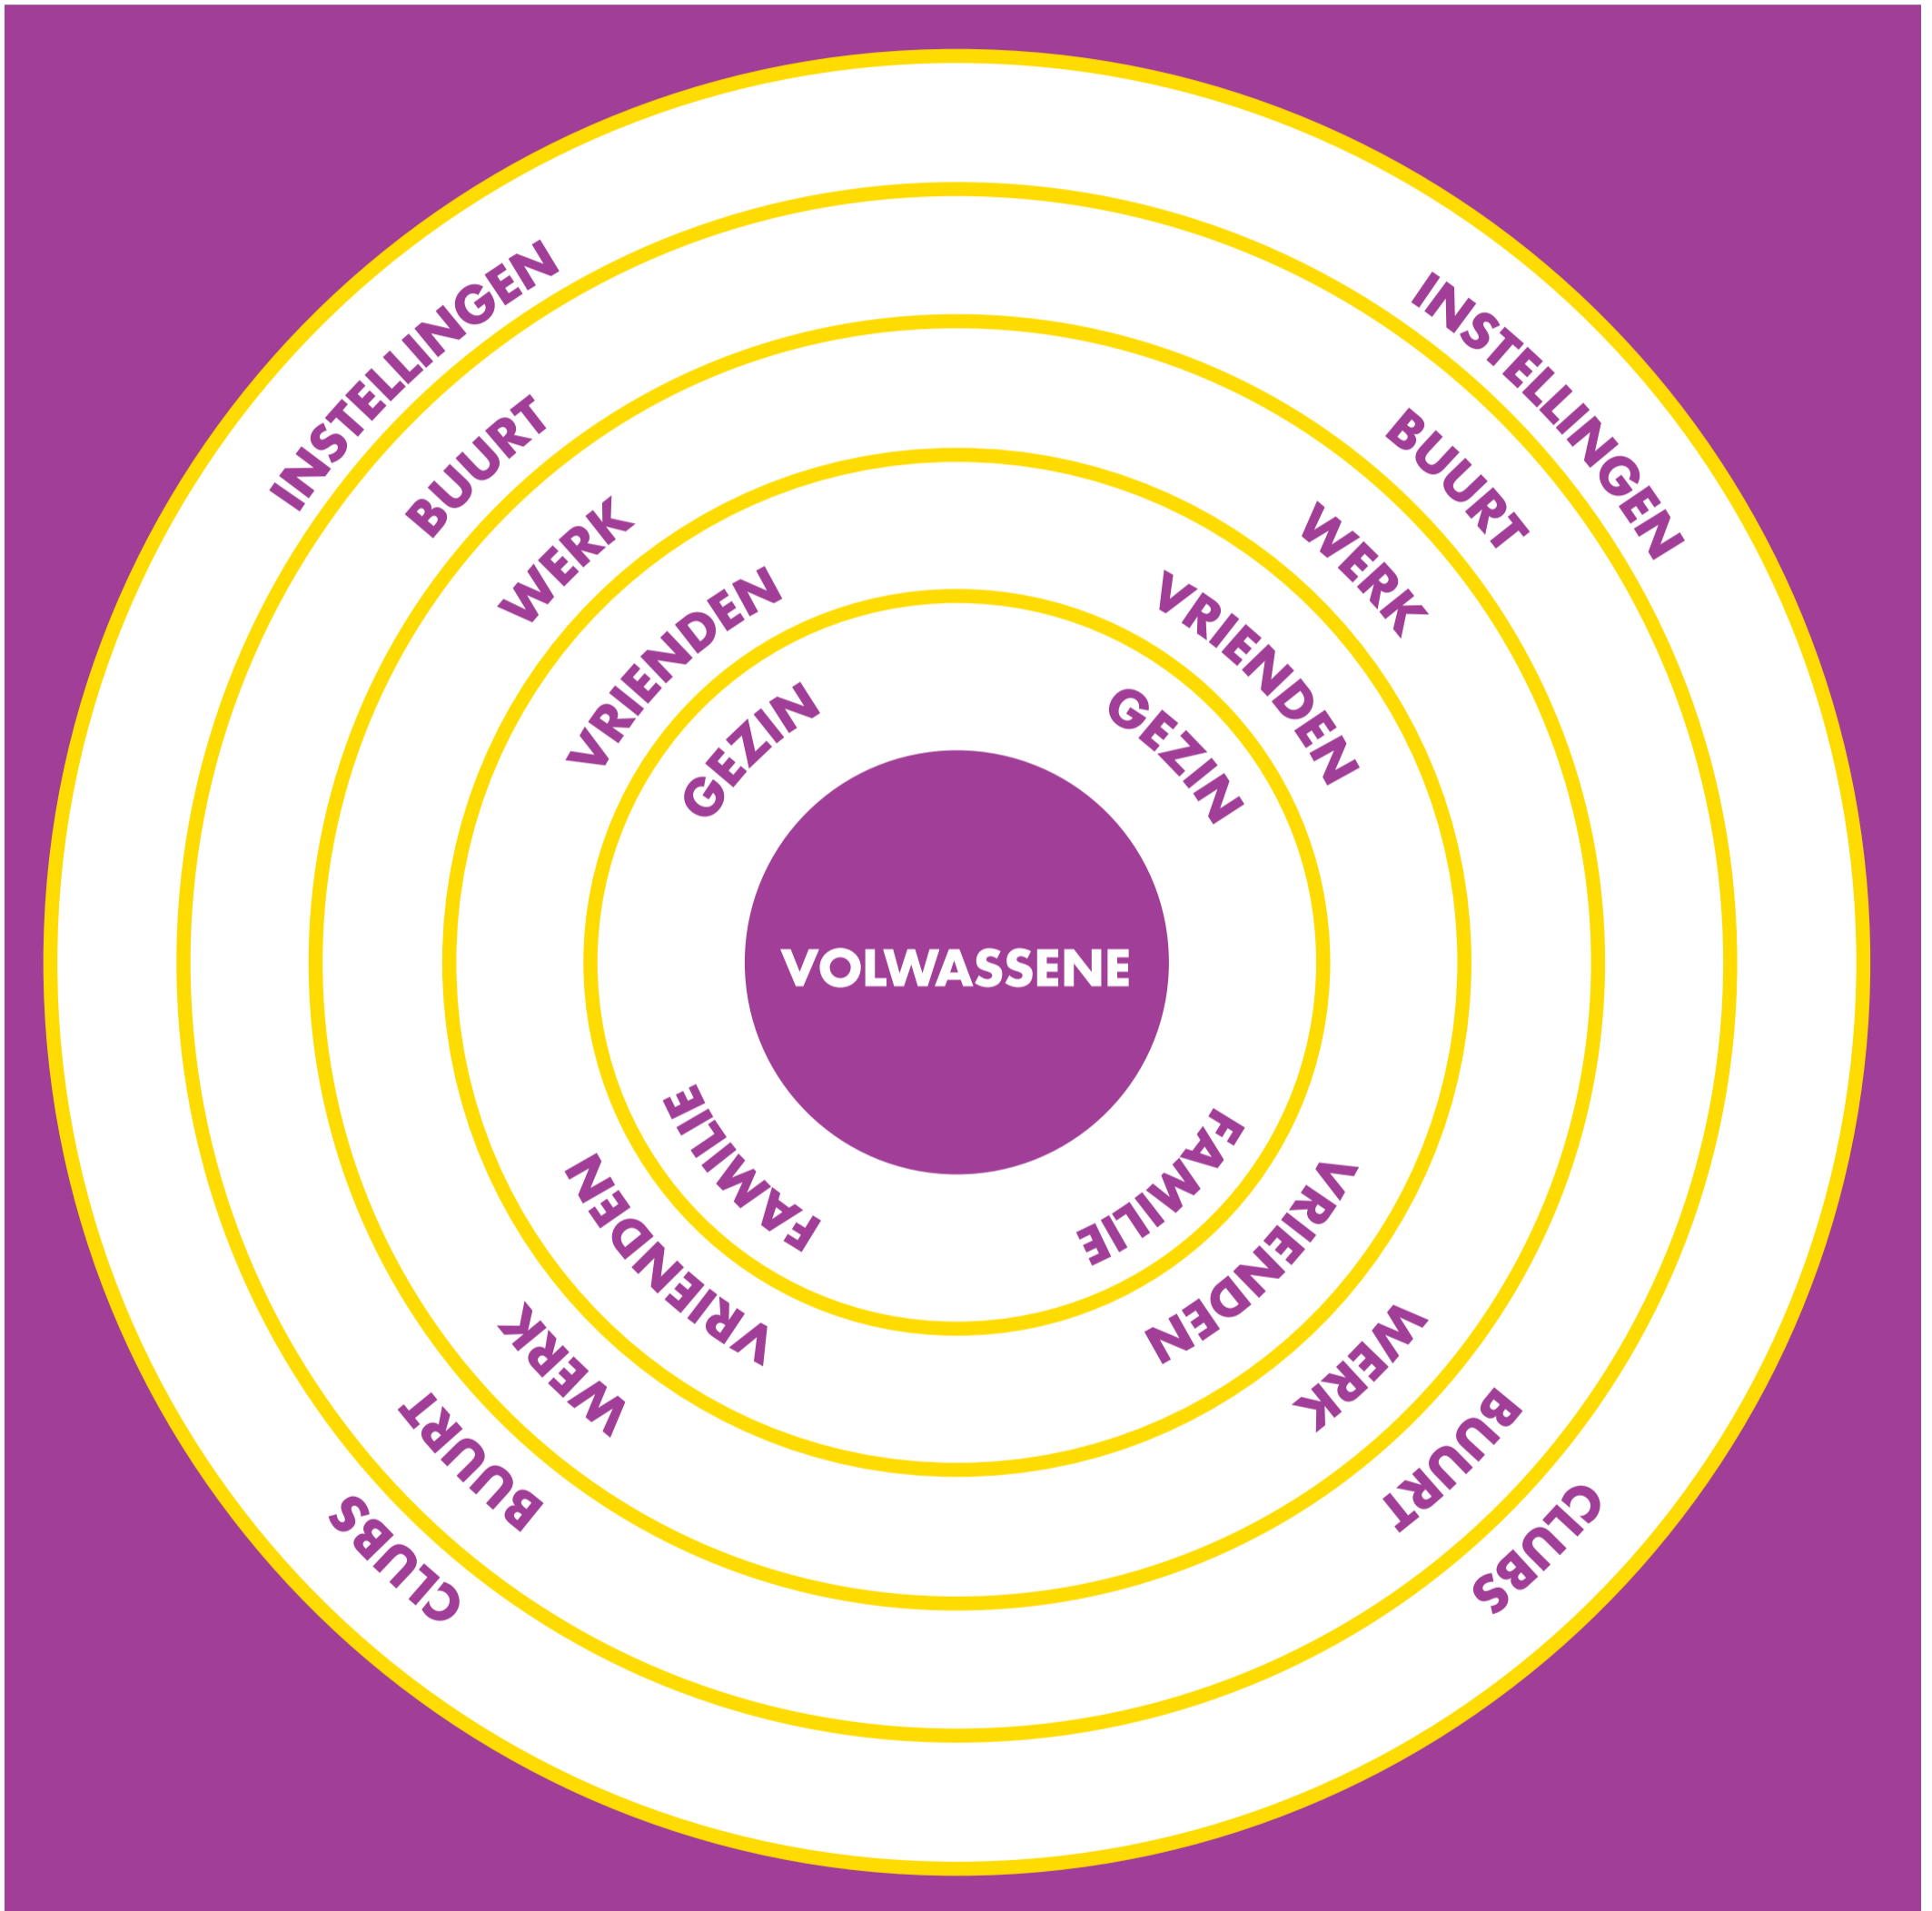 INSTELLINGEN
INSTELLINGEN
BUURT
BUURT
WERK
WERK
VRIENDEN
VRIENDEN
GEZIN
GEZIN
VOLWASSENE
FAMILIE
FAMILIE
VRIENDEN
VRIENDEN
WERK
WERK
BUURT
BUURT
CLUBS
CLUBS